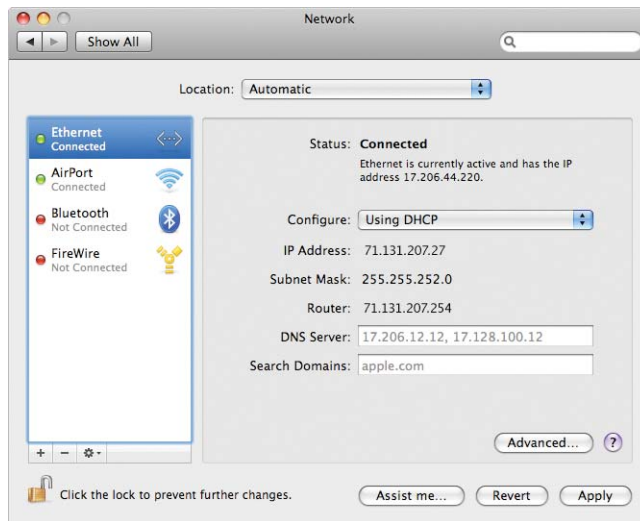 Network
Show All
Location: Automatic
Ethernet
Connected
AirPort
Connected
Bluetooth
Not Connected
FireWire
Not Connected
Status: Connected
Ethernet is currently active and has the IP
address 17.206.44.220.
Configure: Using DHCP
IP Address: 71.131.207.27
Subnet Mask: 255.255.252.0
Router: 71.131.207.254
DNS Server: 17.206.12.12, 17.128.100.12
Search Domains: apple.com
Advanced... ?
+ −
Click the lock to prevent further changes.
Assist me... Revert Apply